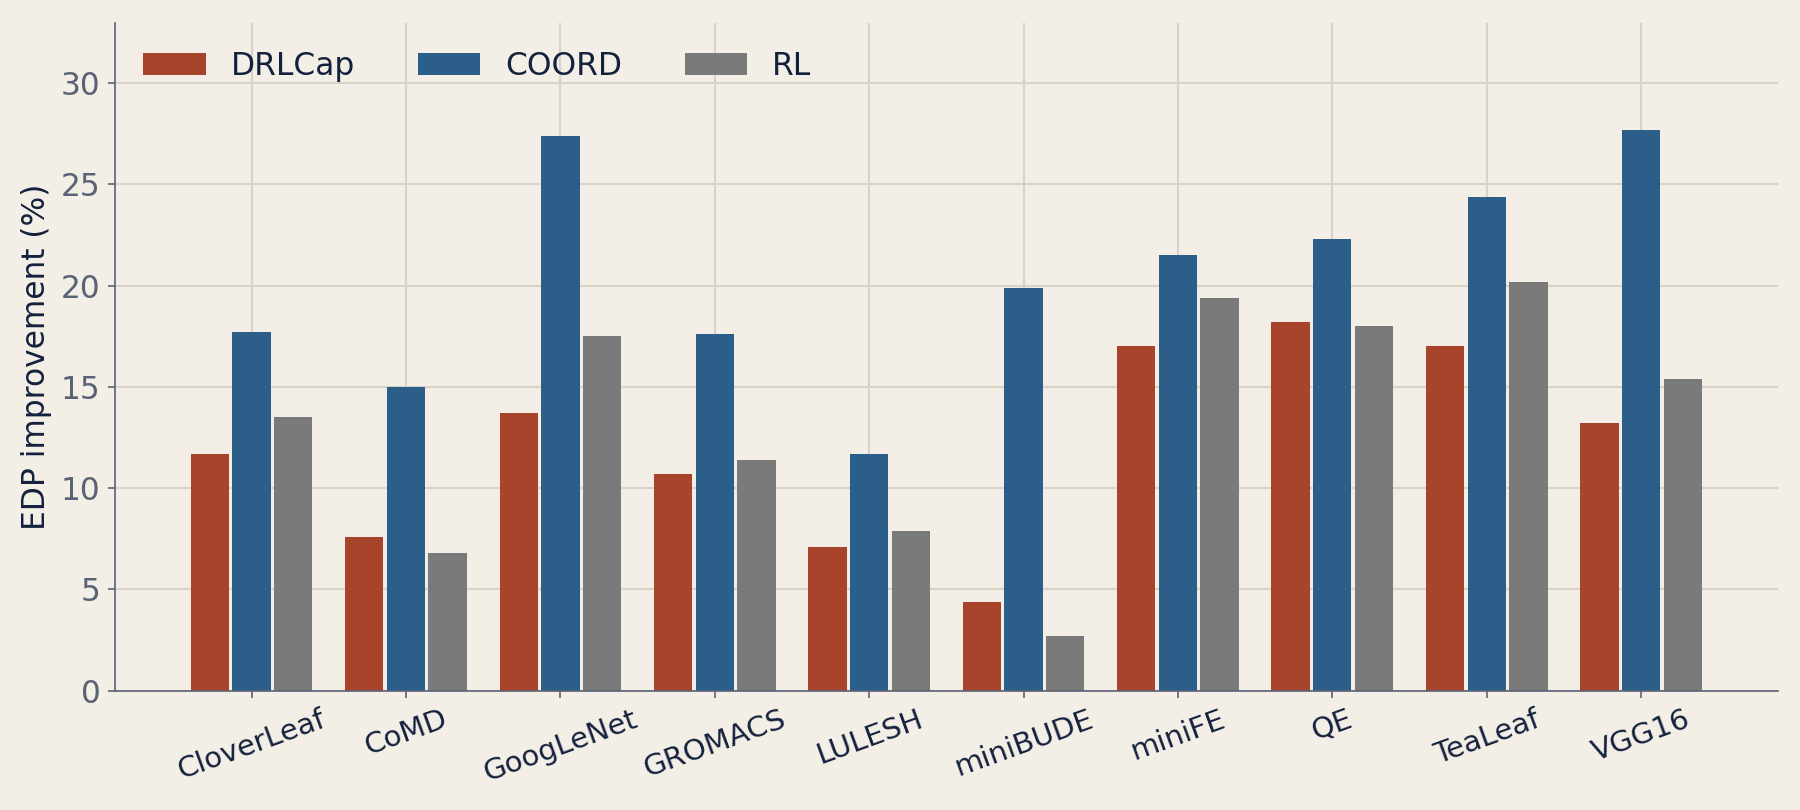 DRLCap COORD RL
EDP improvement (%)
30
25
20
15
10
5
0
CloverLeaf CoMD GoogLeNet GROMACS LULESH miniBUDE miniFE QE TeaLeaf VGG16